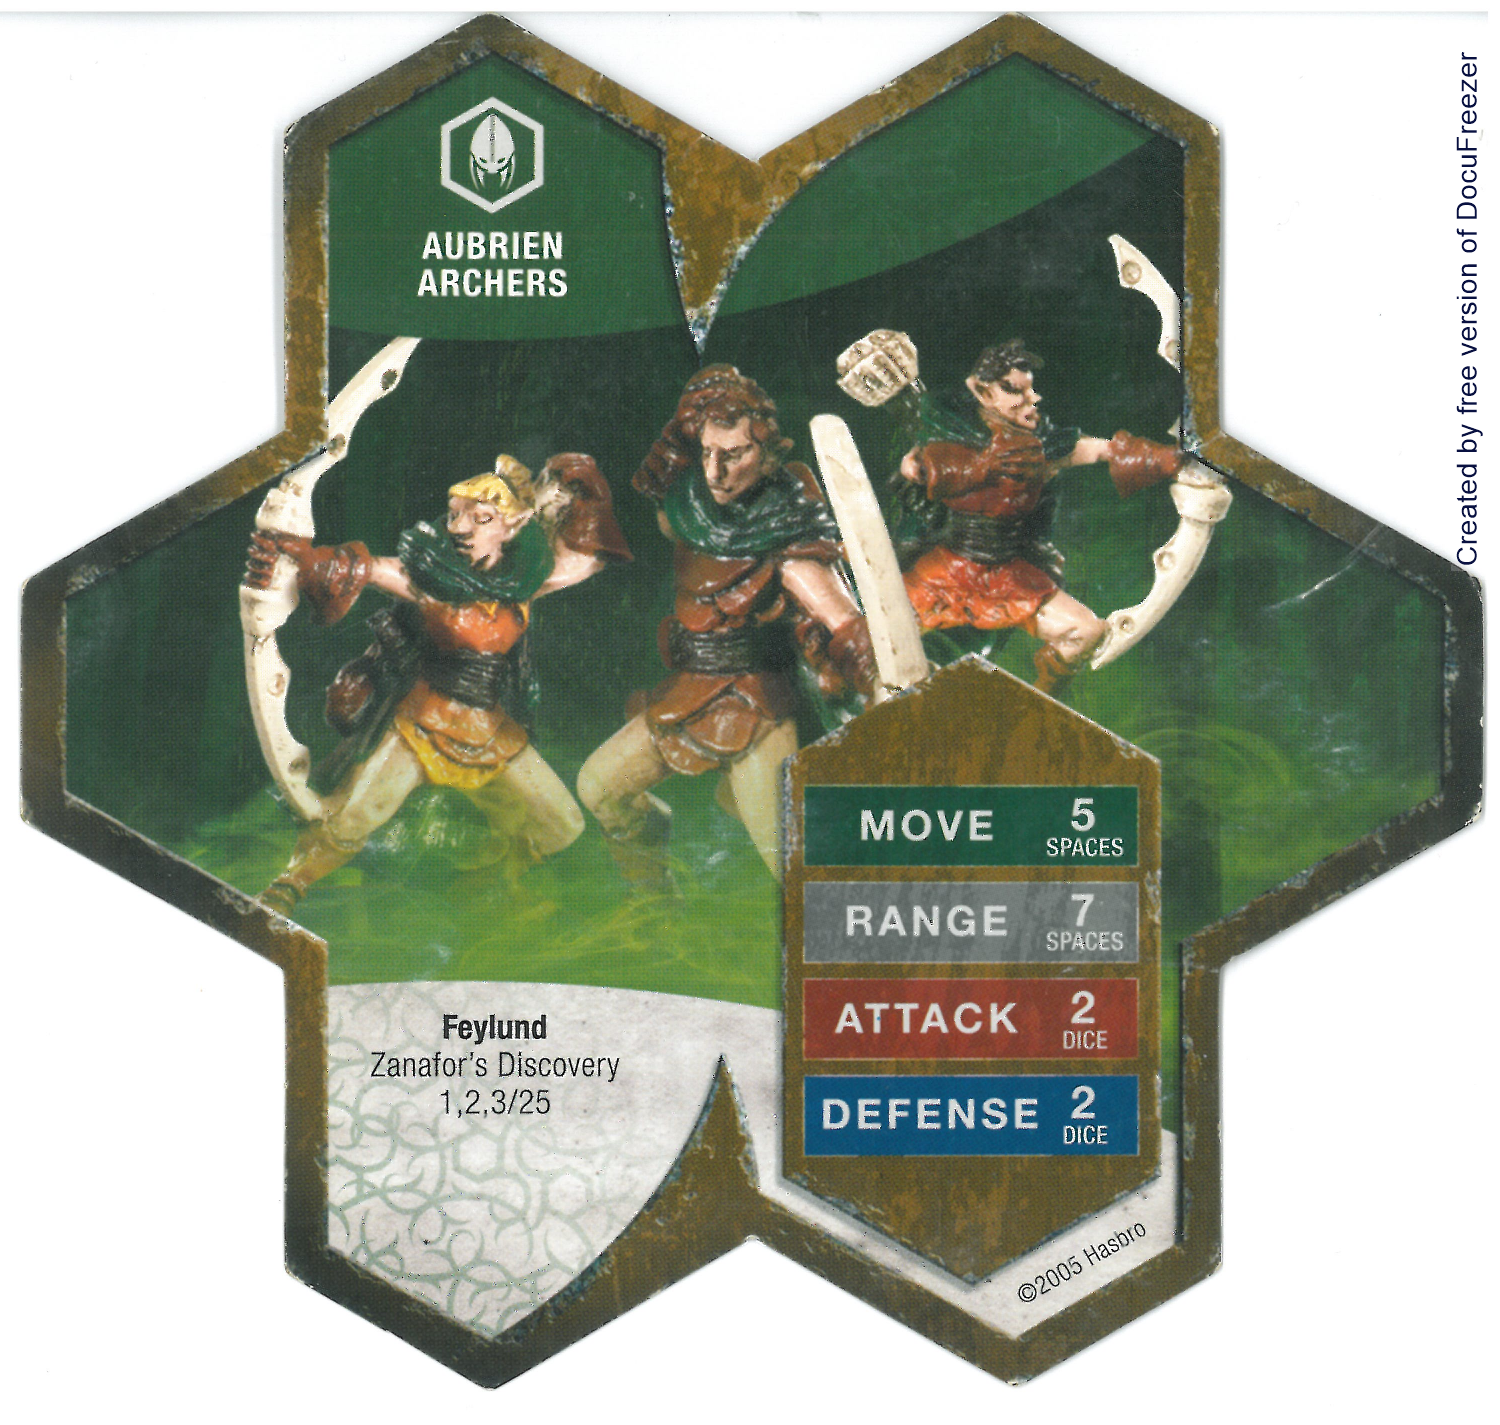 AUBRIEN
ARCHERS
MOVE 5
SPACES
RANGE 7
SPACES
ATTACK 2
DICE
DEFENSE 2
DICE
Feylund
Zanafor's Discovery
1,2,3/25
©2005 Hasbro
Created by free version of DocuFreezer